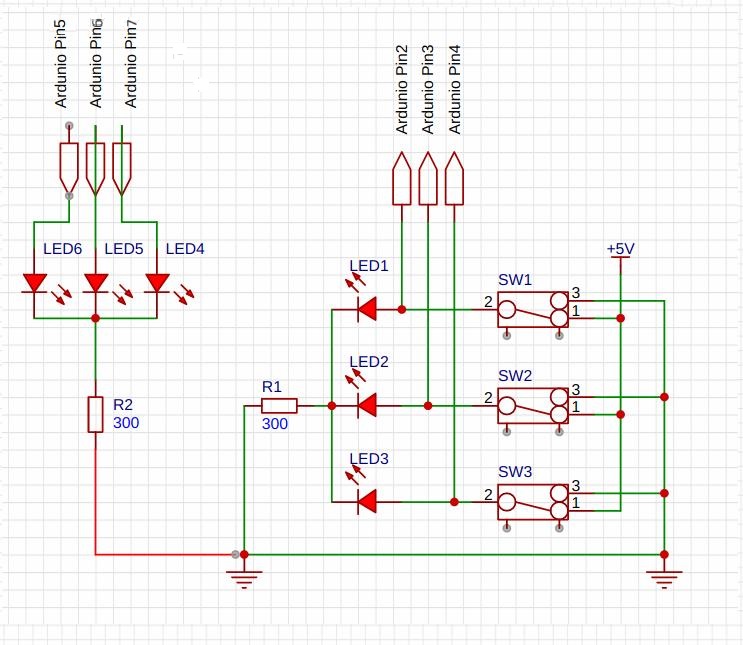 Ardunio Pin5
Ardunio Pin6
Ardunio Pin7
Ardunio Pin2
Ardunio Pin3
Ardunio Pin4
LED6
LED5
LED4
+5V
LED1
SW1
2
3
1
LED2
SW2
2
3
1
R1
300
R2
300
LED3
SW3
2
3
1